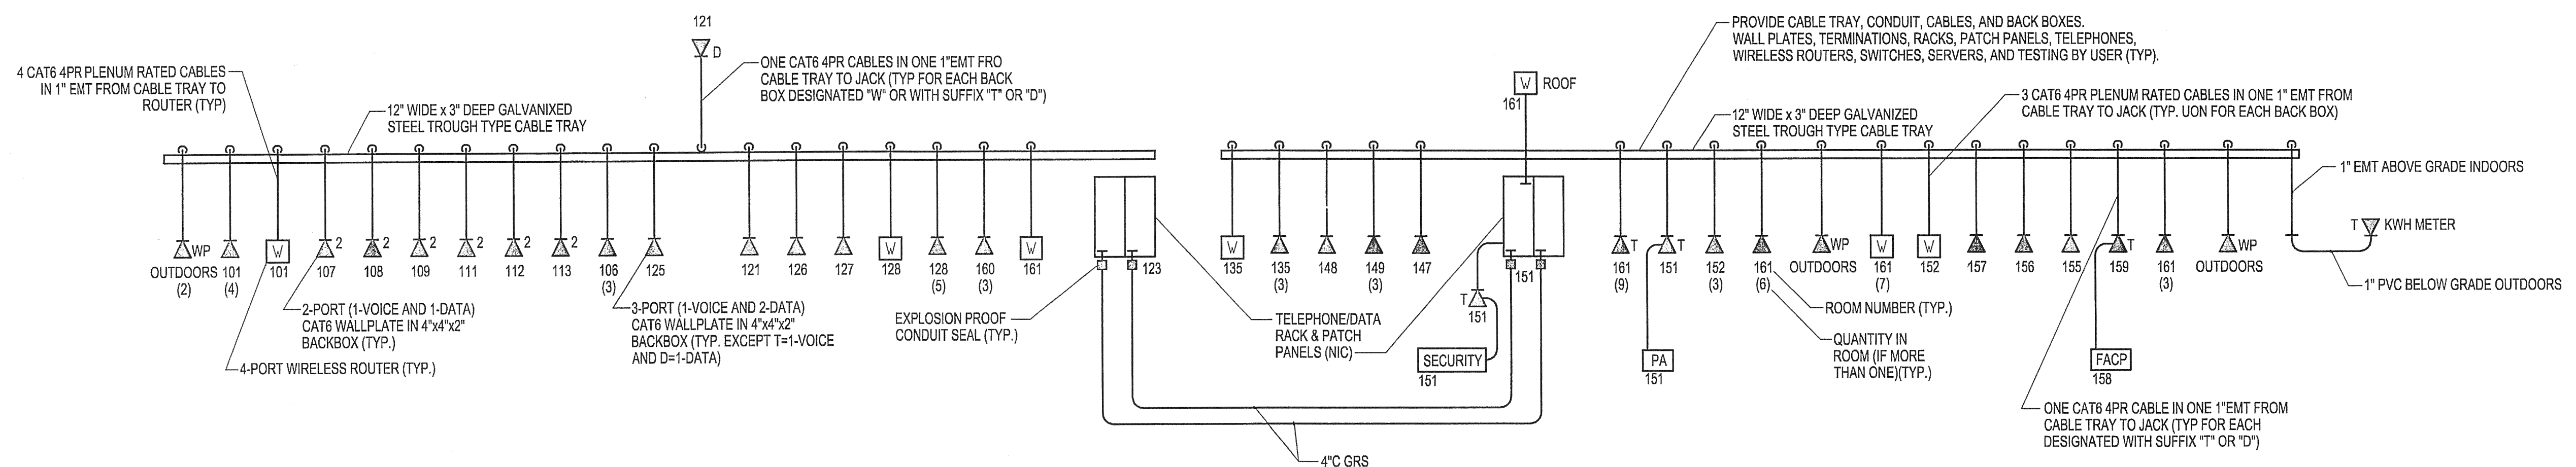 121
D
4 CAT6 4PR PLENUM RATED CABLES
IN 1" EMT FROM CABLE TRAY TO
ROUTER (TYP)
12" WIDE x 3" DEEP GALVANIXED
STEEL TROUGH TYPE CABLE TRAY
ONE CAT6 4PR CABLES IN ONE 1"EMT FRO
CABLE TRAY TO JACK (TYP FOR EACH BACK
BOX DESIGNATED "W" OR WITH SUFFIX "T" OR "D")
W
ROOF
161
PROVIDE CABLE TRAY, CONDUIT, CABLES, AND BACK BOXES.
WALL PLATES, TERMINATIONS, RACKS, PATCH PANELS, TELEPHONES,
WIRELESS ROUTERS, SWITCHES, SERVERS, AND TESTING BY USER (TYP).
12" WIDE x 3" DEEP GALVANIZED
STEEL TROUGH TYPE CABLE TRAY
3 CAT6 4PR PLENUM RATED CABLES IN ONE 1" EMT FROM
CABLE TRAY TO JACK (TYP. UON FOR EACH BACK BOX)
1" EMT ABOVE GRADE INDOORS
T
KWH METER
1" PVC BELOW GRADE OUTDOORS
WP
OUTDOORS
(2)
101
(4)
W
101
2
107
2
108
2
109
2
111
2
112
2
113
106
(3)
125
121
126
127
W
128
128
(5)
160
(3)
W
161
123
W
135
135
(3)
148
149
(3)
147
151
T
161
(9)
T
151
152
(3)
161
(6)
WP
OUTDOORS
W
161
(7)
W
152
157
156
155
T
159
161
(3)
WP
OUTDOORS
2-PORT (1-VOICE AND 1-DATA)
CAT6 WALLPLATE IN 4"x4"x2"
BACKBOX (TYP.)
4-PORT WIRELESS ROUTER (TYP.)
3-PORT (1-VOICE AND 2-DATA)
CAT6 WALLPLATE IN 4"x4"x2"
BACKBOX (TYP. EXCEPT T=1-VOICE
AND D=1-DATA)
EXPLOSION PROOF
CONDUIT SEAL (TYP.)
TELEPHONE/DATA
RACK & PATCH
PANELS (NIC)
T
151
SECURITY
151
PA
151
ROOM NUMBER (TYP.)
QUANTITY IN
ROOM (IF MORE
THAN ONE)(TYP.)
FACP
158
ONE CAT6 4PR CABLE IN ONE 1"EMT FROM
CABLE TRAY TO JACK (TYP FOR EACH
DESIGNATED WITH SUFFIX "T" OR "D")
4"C GRS